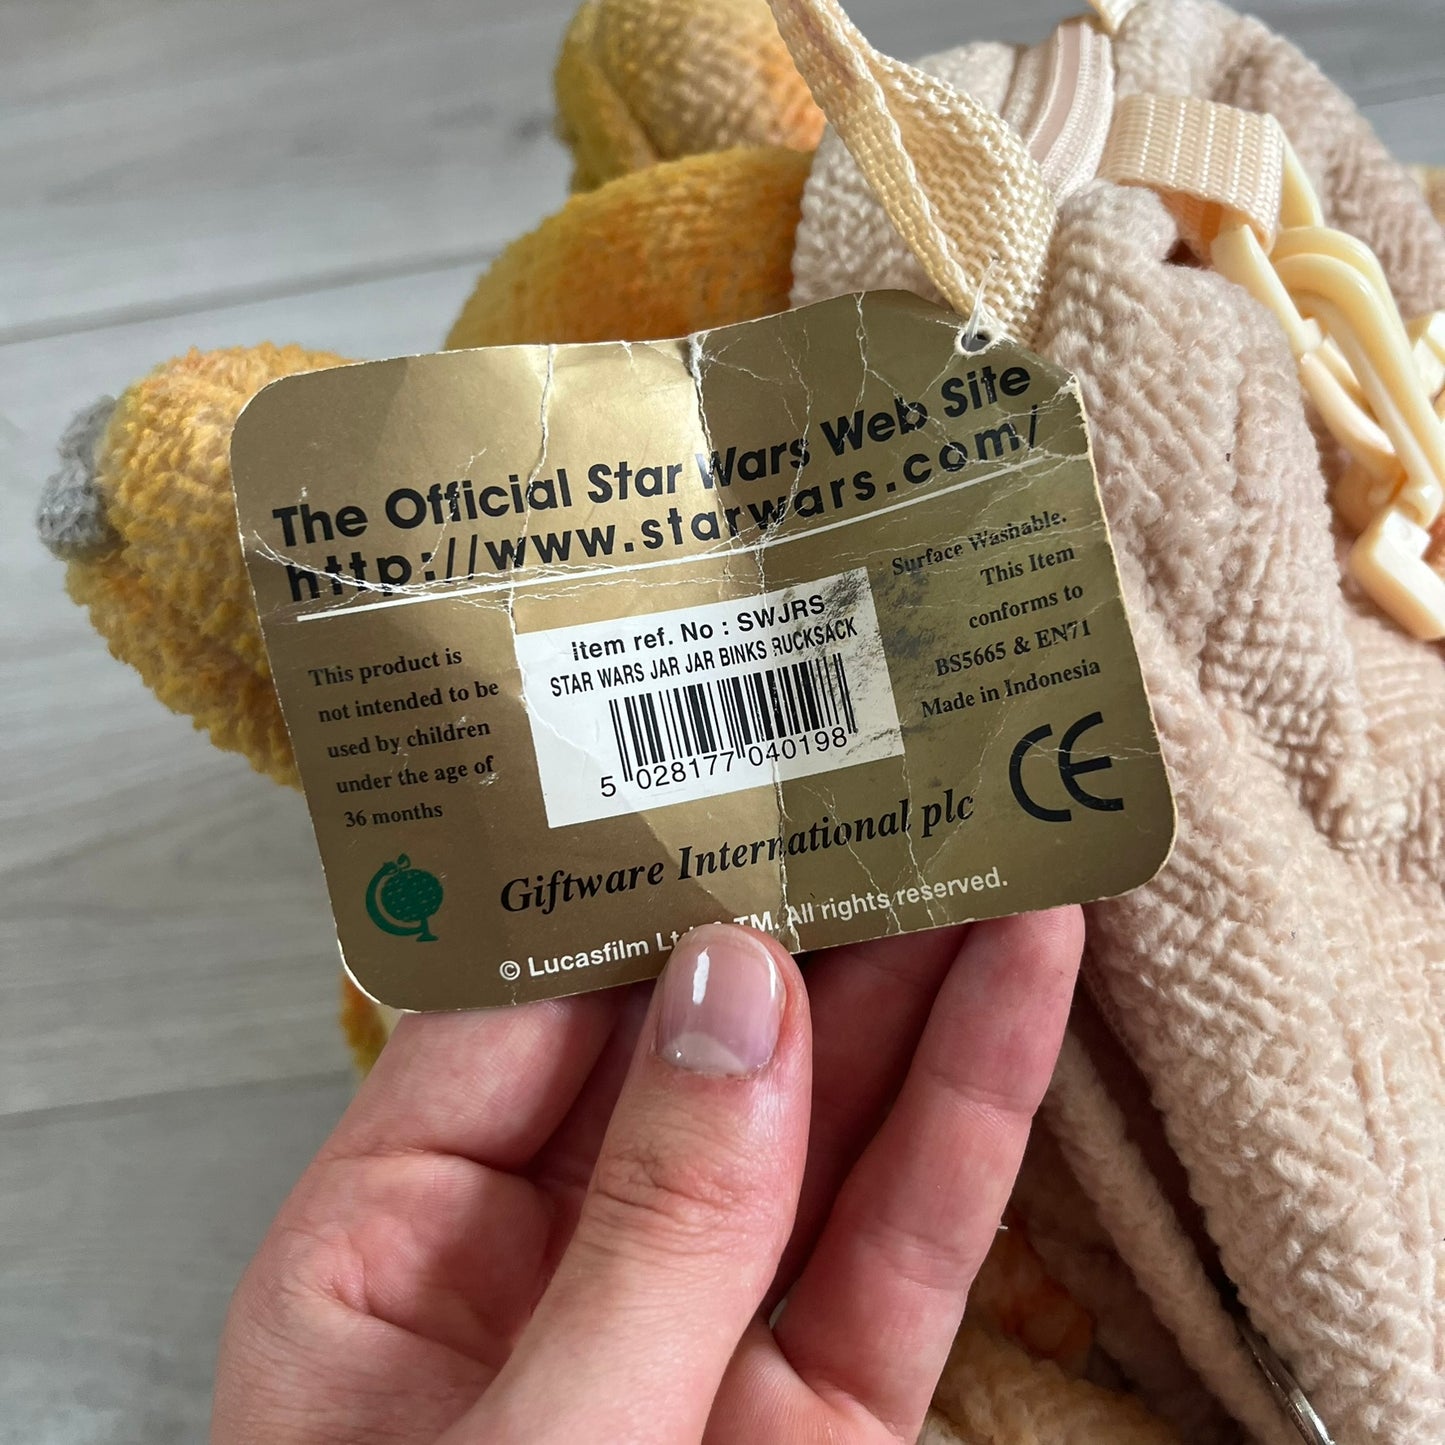 The Official Star Wars Web Site
http://www.starwars.com/
This product is
not intended to be
used by children
under the age of
36 months
Item ref. No : SWJRS
STAR WARS JAR JAR BINKS RUCKSACK
5 028177 040198
Surface Washable.
This Item
conforms to
BS5665 & EN71
Made in Indonesia
CE
Giftware International plc
© Lucasfilm Ltd & TM. All rights reserved.